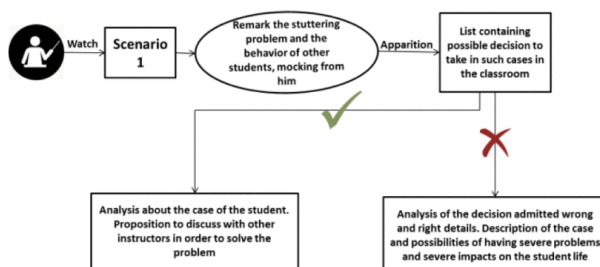 Watch
Scenario
1
Remark the stuttering
problem and the
behavior of other
students, mocking from
him
Apparition
List containing
possible decision to
take in such cases in
the classroom
Analysis about the case of the student.
Proposition to discuss with other
instructors in order to solve the
problem
Analysis of the decision admitted wrong
and right details. Description of the case
and possibilities of having severe problems
and severe impacts on the student life